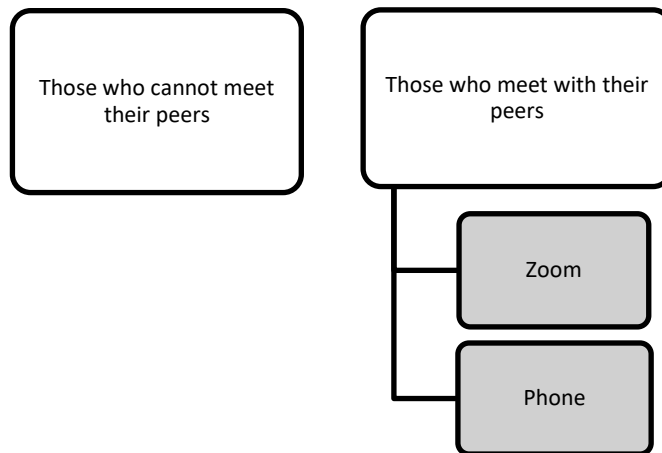 Those who cannot meet
their peers
Those who meet with their
peers
Zoom
Phone